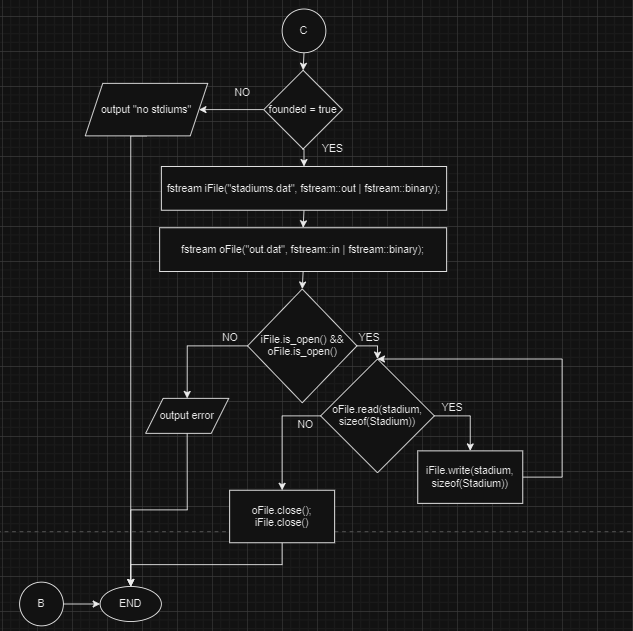 C
NO
output "no stdiums"
founded = true
YES
fstream iFile("stadiums.dat", fstream::out | fstream::binary);
fstream oFile("out.dat", fstream::in | fstream::binary);
NO
iFile.is_open() &&
oFile.is_open()
YES
output error
oFile.read(stadium,
sizeof(Stadium))
YES
NO
iFile.write(stadium,
sizeof(Stadium))
oFile.close();
iFile.close()
B
END